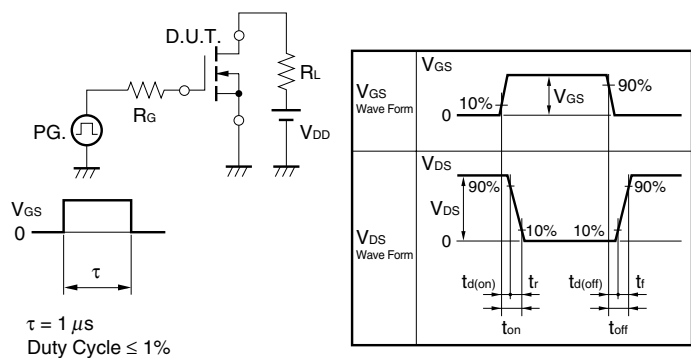 D.U.T.
RL
RG
PG.
VDD
VGS
0
τ
τ = 1 μs
Duty Cycle ≤ 1%
VGS
Wave Form
VGS
10%
0
VGS
90%
VDS
Wave Form
VDS
90%
VDS
0
10%
10%
90%
td(on)
tr
td(off)
tf
ton
toff